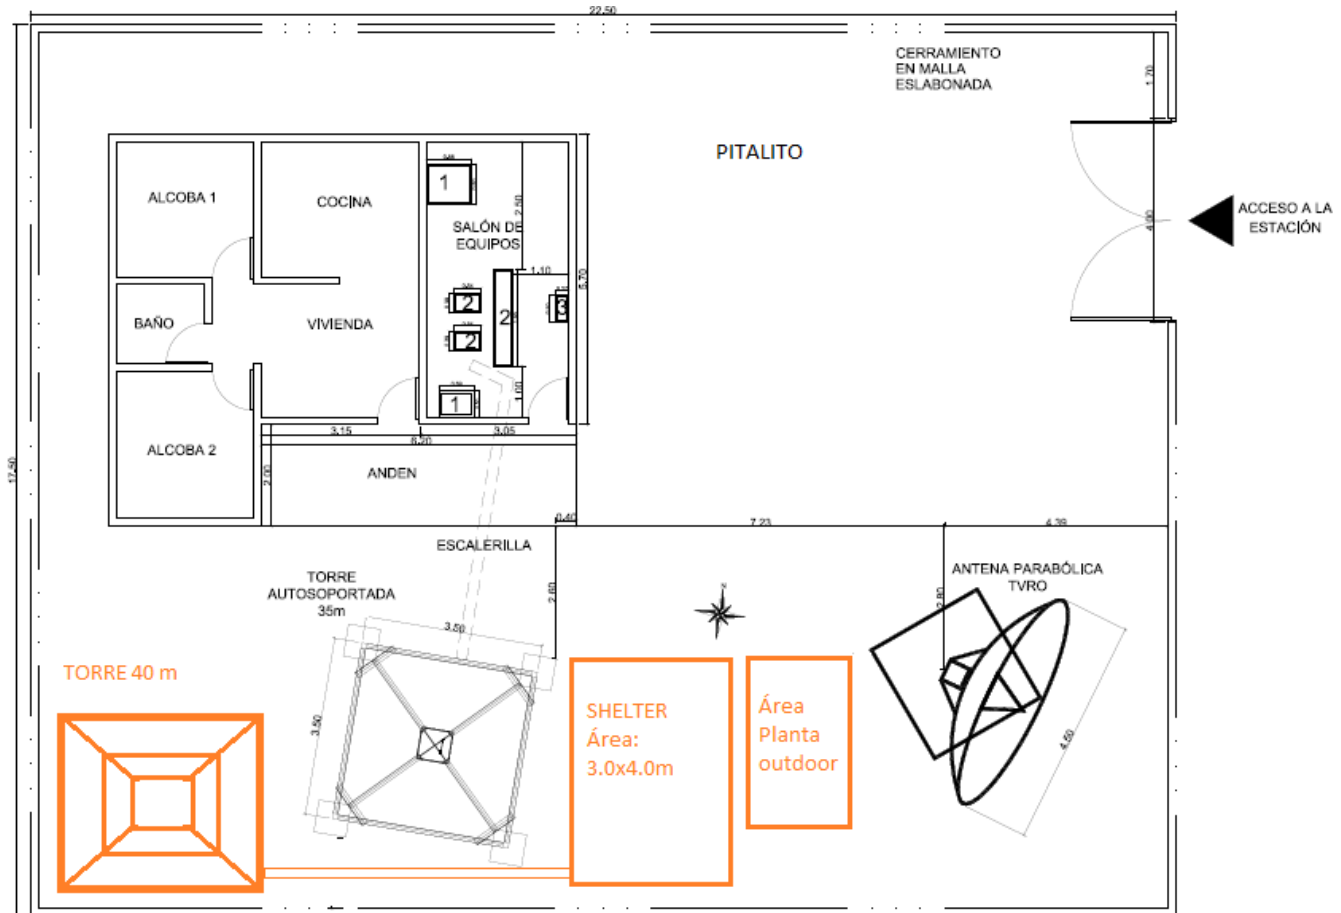 22.50
CERRAMIENTO
EN MALLA
ESLABONADA
1.70
PITALITO
ALCOBA 1
COCINA
1
SALÓN DE
EQUIPOS
2.50
4.00
ACCESO A LA
ESTACIÓN
1.10
5.70
BAÑO
VIVIENDA
2
2
2
3
1
1.00
3.15
3.05
6.20
ALCOBA 2
ANDEN
2.00
17.50
0.40
7.23
4.39
ESCALERILLA
TORRE
AUTOSOPORTADA
35m
2.60
2.80
ANTENA PARABÓLICA
TVRO
3.50
3.50
4.50
TORRE 40 m
SHELTER
Área:
3.0x4.0m
Área
Planta
outdoor